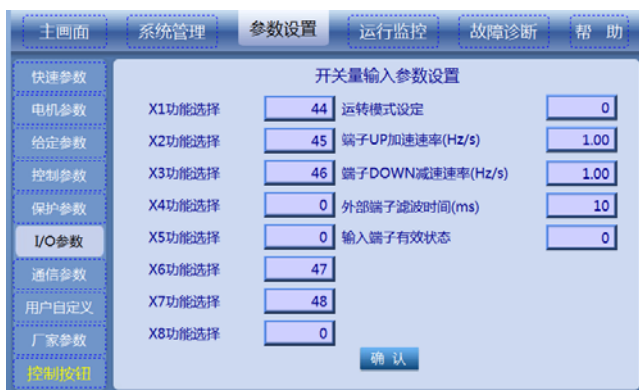 主画面 系统管理 参数设置 运行监控 故障诊断 帮 助
快速参数
电机参数
给定参数
控制参数
保护参数
I/O参数
通信参数
用户自定义
厂家参数
控制按钮
开关量输入参数设置
X1功能选择 44 运转模式设定 0
X2功能选择 45 端子UP加速速率(Hz/s) 1.00
X3功能选择 46 端子DOWN减速速率(Hz/s) 1.00
X4功能选择 0 外部端子滤波时间(ms) 10
X5功能选择 0 输入端子有效状态 0
X6功能选择 47
X7功能选择 48
X8功能选择 0
确 认